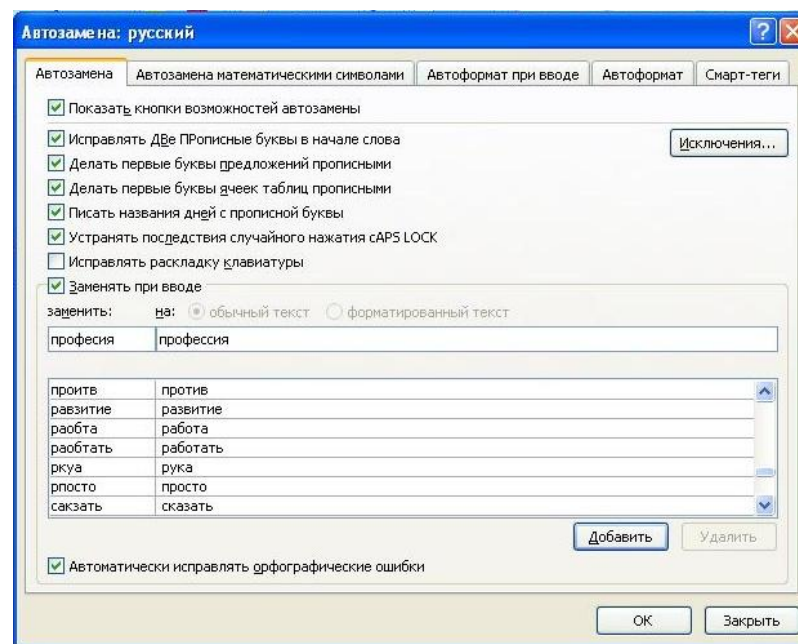 Автозамена: русский
Автозамена Автозамена математическими символами Автоформат при вводе Автоформат Смарт-теги
Показать кнопки возможностей автозамены
Исправлять ДВе ПРописные буквы в начале слова
Исключения...
Делать первые буквы предложений прописными
Делать первые буквы ячеек таблиц прописными
Писать названия дней с прописной буквы
Устранять последствия случайного нажатия cAPS LOCK
Исправлять раскладку клавиатуры
Заменять при вводе
заменить: на: обычный текст форматированный текст
професия профессия
проитв против
равзитие развитие
раобта работа
раобтать работать
ркуа рука
рпосто просто
сакзать сказать
Добавить Удалить
Автоматически исправлять орфографические ошибки
ОК Закрыть